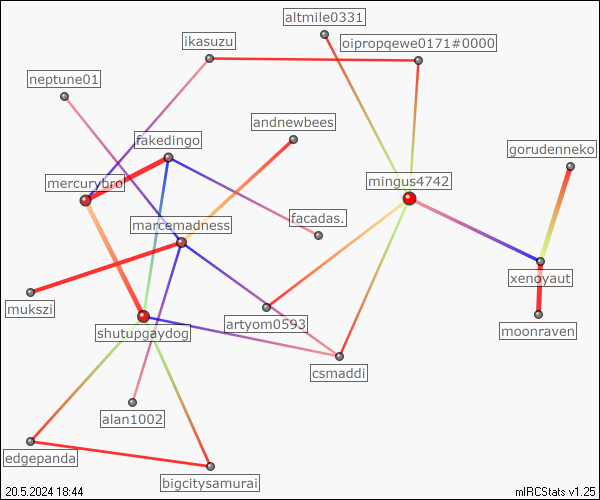 altmile0331
ikasuzu
oipropqewe0171#0000
neptune01
andnewbees
fakedingo
gorudenneko
mercurybro!
mingus4742
marcemadness
facadas.
xenoyaut
mukszi
artyom0593
shutupgaydog
moonraven
csmaddi
alan1002
edgepanda
bigcitysamurai
20.5.2024 18:44
mIRCStats v1.25